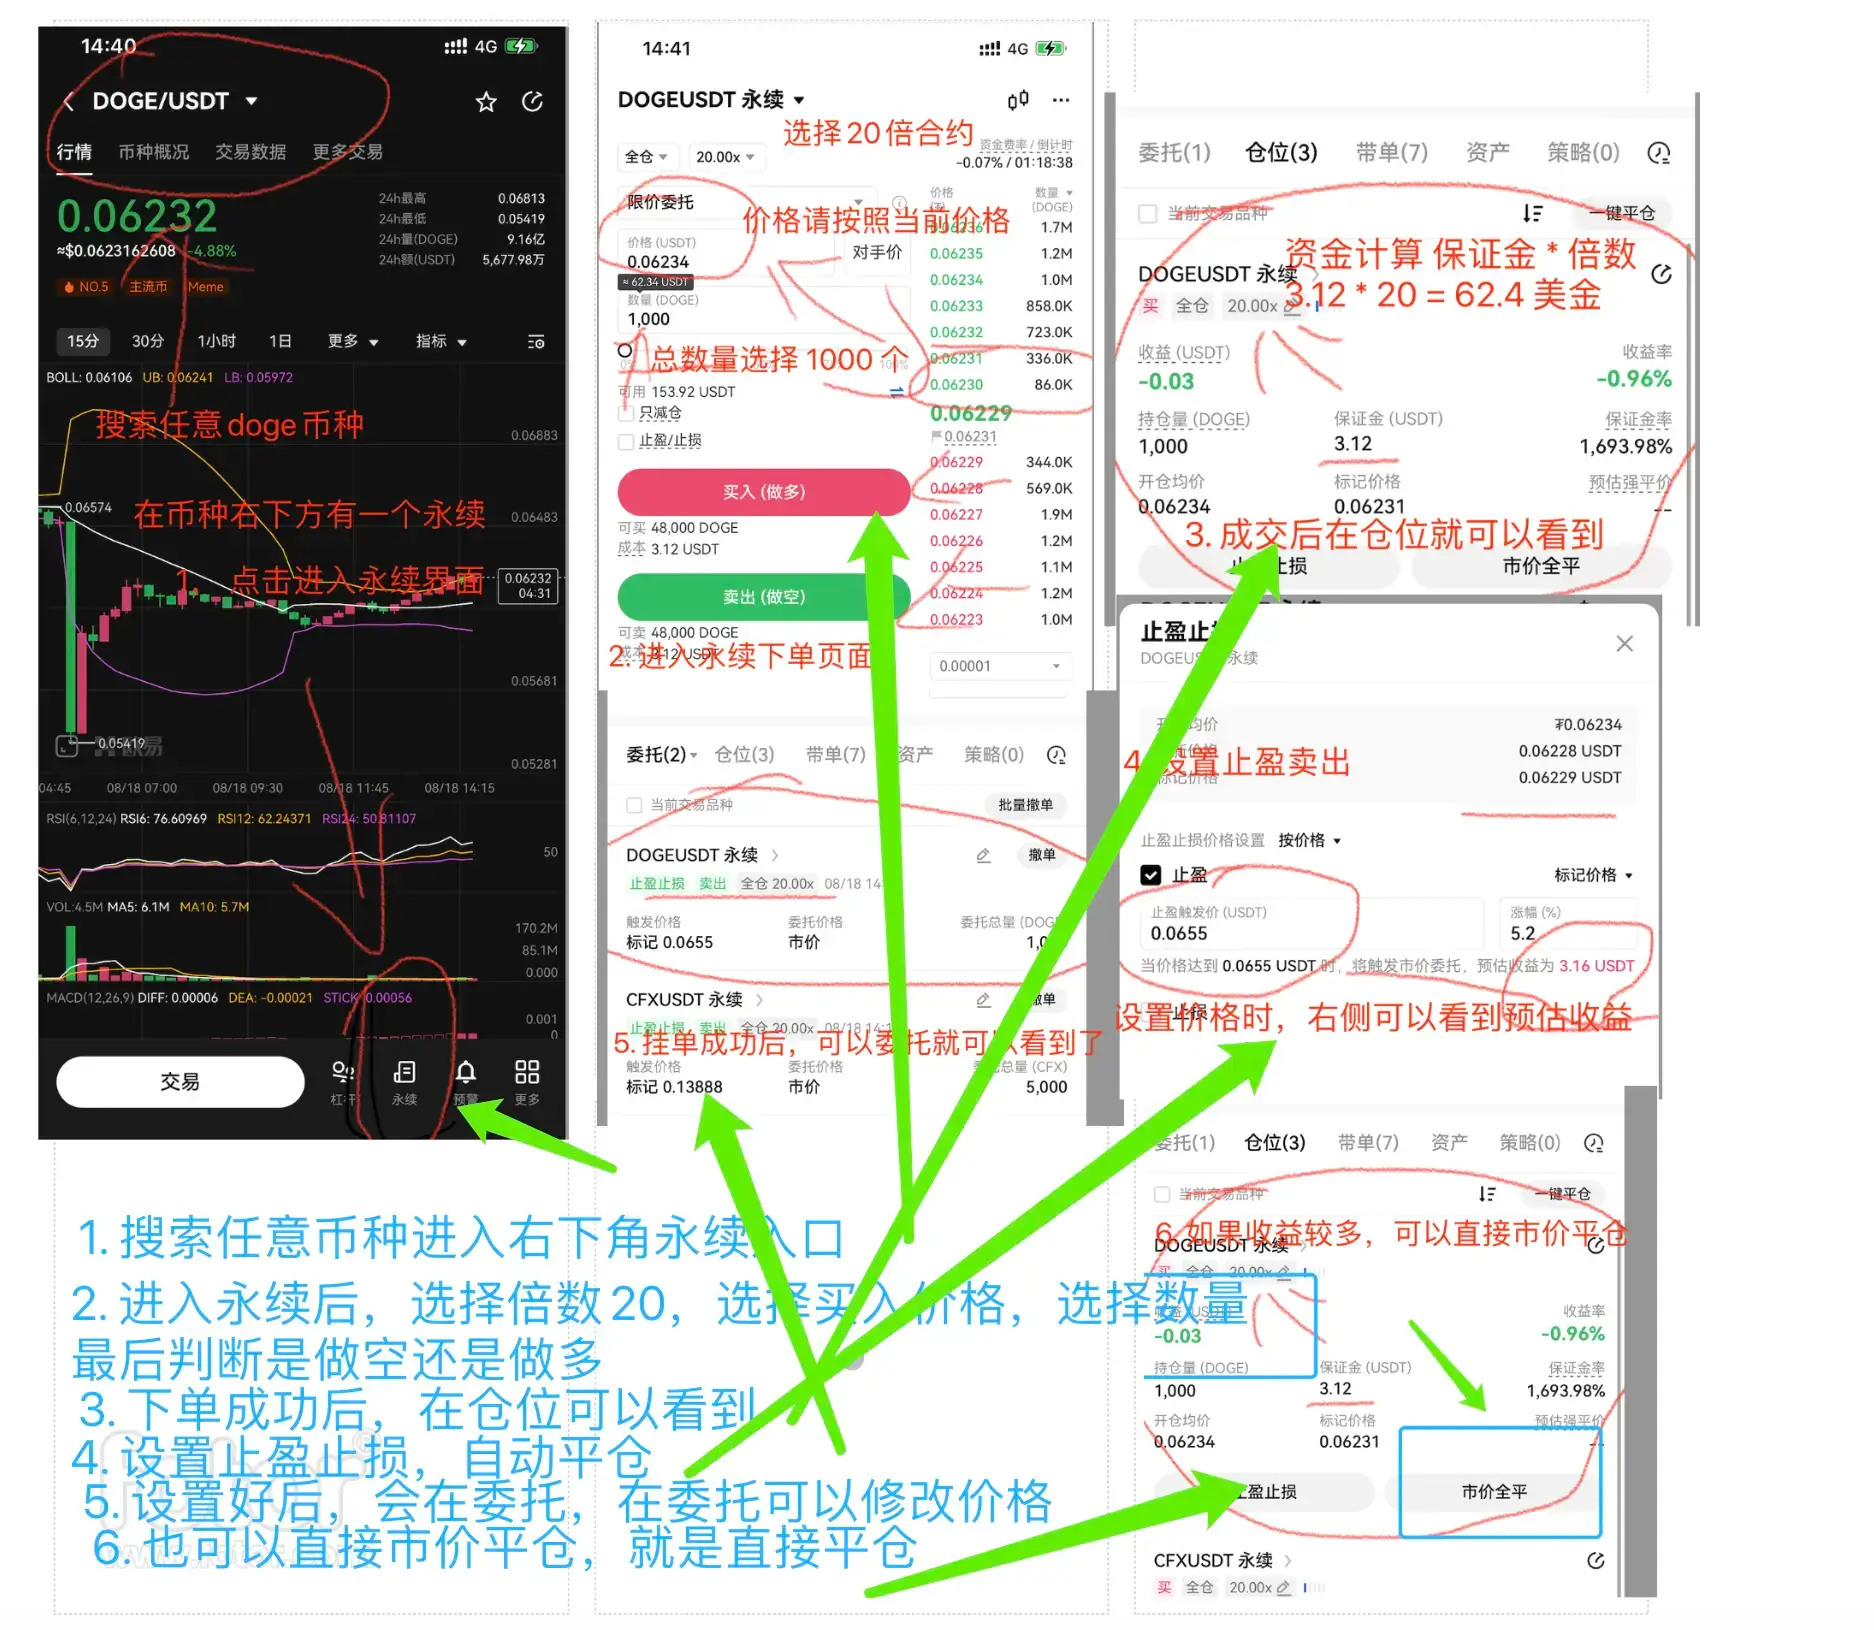 14:40
4G
DOGE/USDT
行情 币种概况 交易数据 更多交易
0.06232
≈$0.0623162608 -4.88%
24h最高 0.06813
24h最低 0.05419
24h量(DOGE) 9.16亿
24h额(USDT) 5,677.98万
NO.5 主流币 Meme
15分 30分 1小时 1日 更多 指标
BOLL: 0.06106 UB: 0.06241 LB: 0.05972
搜索任意doge币种
0.06883
0.06574
在币种右下方有一个永续
0.06483
1. 点击进入永续界面
0.06232
04:31
0.05681
0.05419
欧易
0.05281
04:45 08/18 07:00 08/18 09:30 08/18 11:45 08/18 14:15
RSI(6,12,24) RSI6: 76.60969 RSI12: 62.24371 RSI24: 50.81107
50
VOL:4.5M MA5: 6.1M MA10: 5.7M
170.2M
85.1M
0.000
MACD(12,26,9) DIFF: 0.00006 DEA: -0.00021 STICK: 0.00056
0.001
0
交易
杠杆 永续 预警 更多
14:41
4G
DOGEUSDT 永续
选择20倍合约
全仓 20.00x
资金费率 / 倒计时
-0.07% / 01:18:38
限价委托
价格请按照当前价格
价格 (USDT)
0.06234
对手价
≈ 62.34 USDT
数量 (DOGE)
1,000
总数量选择1000个
100%
可用 153.92 USDT
只减仓
止盈/止损
买入 (做多)
可买 48,000 DOGE
成本 3.12 USDT
卖出 (做空)
可卖 48,000 DOGE
成本 3.12 USDT
2. 进入永续下单页面
价格 数量
(DOGE)
0.06236 1.7M
0.06235 1.2M
0.06234 1.0M
0.06233 858.0K
0.06232 723.0K
0.06231 336.0K
0.06230 86.0K
0.06229
0.06231
0.06229 344.0K
0.06228 569.0K
0.06227 1.9M
0.06226 1.2M
0.06225 1.1M
0.06224 1.2M
0.06223 1.0M
0.00001
委托(2) 仓位(3) 带单(7) 资产 策略(0)
当前交易品种 批量撤单
DOGEUSDT 永续 撤单
止盈止损 卖出 全仓 20.00x 08/18 14:
触发价格 委托价格 委托总量 (DOGE
标记 0.0655 市价
CFXUSDT 永续 撤单
止盈止损 卖出 全仓 20.00x 08/18 14:1
5. 挂单成功后，可以委托就可以看到了
触发价格 委托价格 总量 (CFX)
标记 0.13888 市价 5,000
委托(1) 仓位(3) 带单(7) 资产 策略(0)
当前交易品种 一键平仓
资金计算 保证金 * 倍数
DOGEUSDT 永续
3.12 * 20 = 62.4 美金
买 全仓 20.00x
收益 (USDT) 收益率
-0.03 -0.96%
持仓量 (DOGE) 保证金 (USDT) 保证金率
1,000 3.12 1,693.98%
开仓均价 标记价格 预估强平价
0.06234 0.06231 --
3. 成交后在仓位就可以看到
止损 市价全平
止盈止
DOGEUS 永续
均价 ₮0.06234
0.06228 USDT
标记价格 0.06229 USDT
4. 设置止盈卖出
止盈止损价格设置 按价格
止盈 标记价格
止盈触发价 (USDT) 涨幅 (%)
0.0655 5.2
当价格达到 0.0655 USDT 时，将触发市价委托，预估收益为 3.16 USDT
止损
设置价格时，右侧可以看到预估收益
委托(1) 仓位(3) 带单(7) 资产 策略(0)
当前交易品种 一键平仓
6. 如果收益较多，可以直接市价平仓
DOGEUSDT 永续
买 全仓 20.00x
收益 (USDT) 收益率
-0.03 -0.96%
持仓量 (DOGE) 保证金 (USDT) 保证金率
1,000 3.12 1,693.98%
开仓均价 标记价格 预估强平价
0.06234 0.06231 --
止盈止损 市价全平
CFXUSDT 永续
买 全仓 20.00x
1. 搜索任意币种进入右下角永续入口
2. 进入永续后，选择倍数20，选择买入价格，选择数量
最后判断是做空还是做多
3. 下单成功后，在仓位可以看到
4. 设置止盈止损，自动平仓
5. 设置好后，会在委托，在委托可以修改价格
6. 也可以直接市价平仓，就是直接平仓